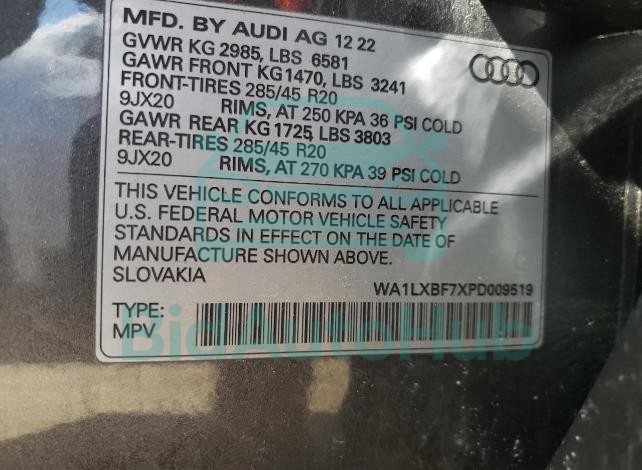 MFD. BY AUDI AG 12 22
GVWR KG 2985, LBS 6581
GAWR FRONT KG1470, LBS 3241
FRONT-TIRES 285/45 R20
9JX20 RIMS, AT 250 KPA 36 PSI COLD
GAWR REAR KG 1725, LBS 3803
REAR-TIRES 285/45 R20
9JX20 RIMS, AT 270 KPA 39 PSI COLD
THIS VEHICLE CONFORMS TO ALL APPLICABLE
U.S. FEDERAL MOTOR VEHICLE SAFETY
STANDARDS IN EFFECT ON THE DATE OF
MANUFACTURE SHOWN ABOVE.
SLOVAKIA
WA1LXBF7XPD009519
TYPE:
MPV
BidAutoHub